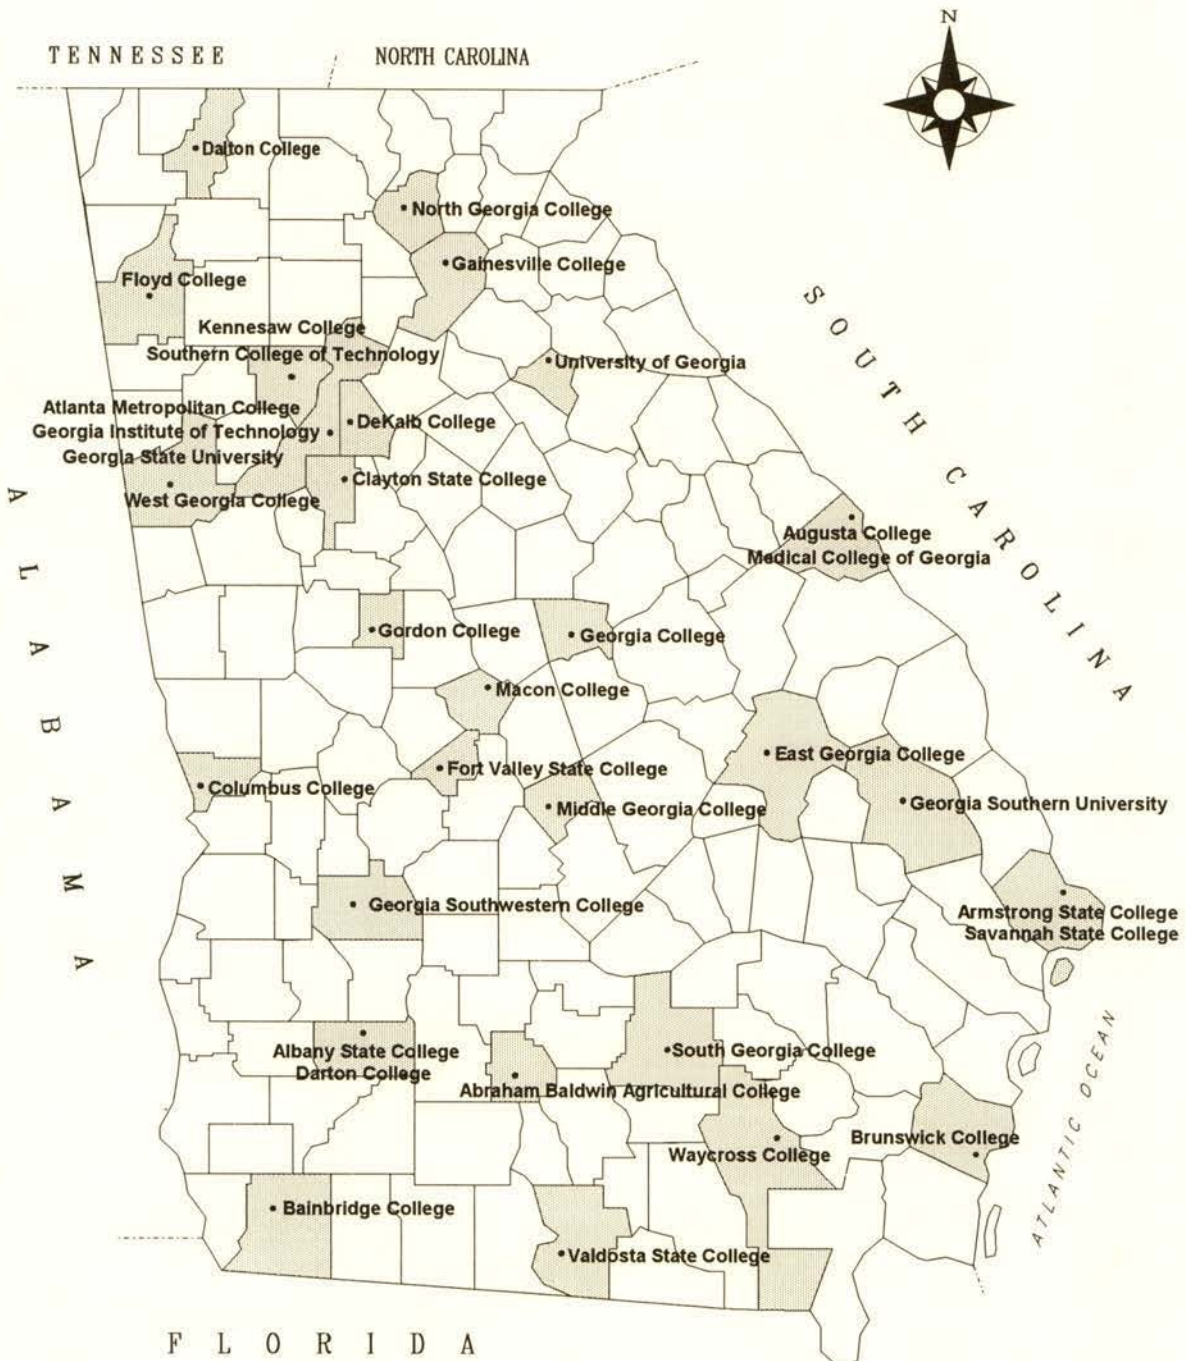 N
TENNESSEE
NORTH CAROLINA
Dalton College
North Georgia College
Gainesville College
Floyd College
SOUTH CAROLINA
Kennesaw College
Southern College of Technology
University of Georgia
Atlanta Metropolitan College
DeKalb College
Georgia Institute of Technology
Georgia State University
Clayton State College
West Georgia College
ALABAMA
Augusta College
Medical College of Georgia
Gordon College
Georgia College
Macon College
East Georgia College
Fort Valley State College
Columbus College
Georgia Southern University
Middle Georgia College
Georgia Southwestern College
Armstrong State College
Savannah State College
Albany State College
Darton College
South Georgia College
Abraham Baldwin Agricultural College
ATLANTIC OCEAN
Brunswick College
Waycross College
Bainbridge College
Valdosta State College
FLORIDA